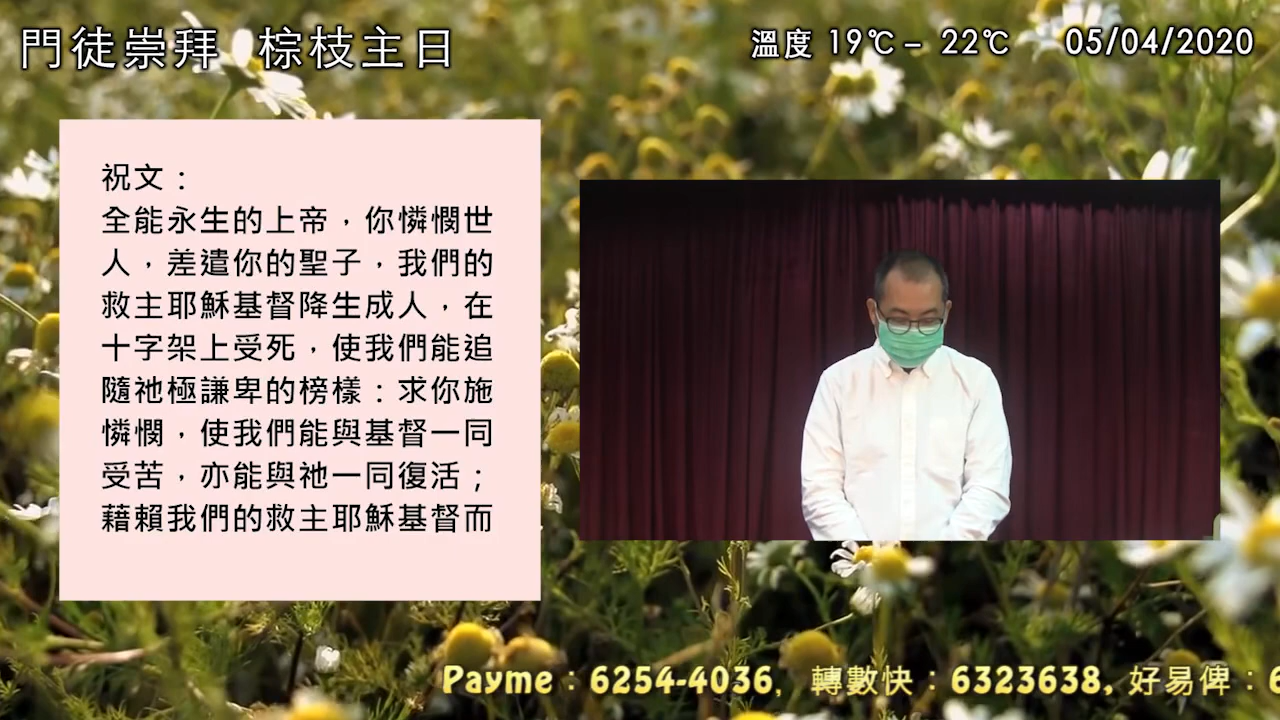 門徒崇拜 棕枝主日
溫度 19℃ – 22℃ 05/04/2020
祝文：
全能永生的上帝，你憐憫世
人，差遣你的聖子，我們的
救主耶穌基督降生成人，在
十字架上受死，使我們能追
隨祂極謙卑的榜樣：求你施
憐憫，使我們能與基督一同
受苦，亦能與祂一同復活；
藉賴我們的救主耶穌基督而
Payme：6254-4036, 轉數快：6323638, 好易俾：6